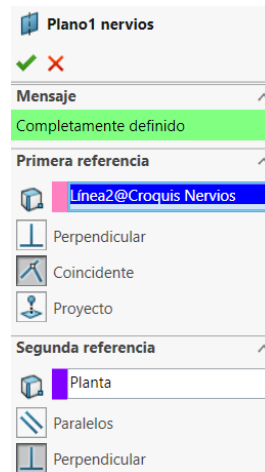 Plano1 nervios
Mensaje
Completamente definido
Primera referencia
Línea2@Croquis Nervios
Perpendicular
Coincidente
Proyecto
Segunda referencia
Planta
Paralelos
Perpendicular